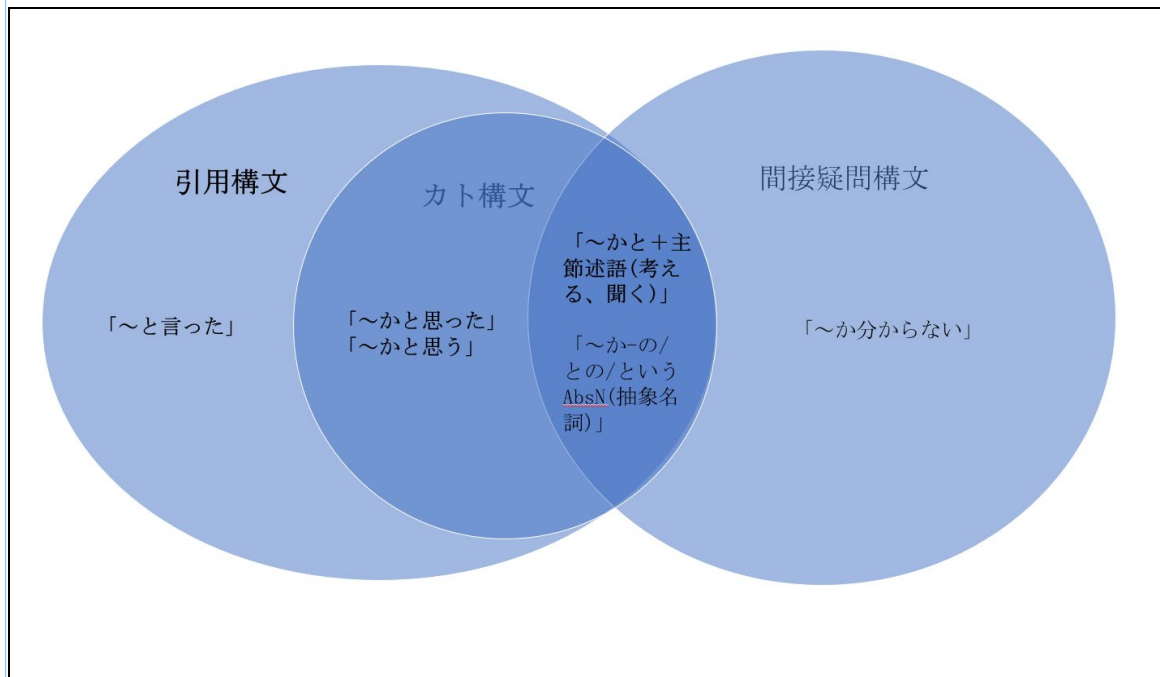 引用構文
カト構文
間接疑問構文
「～と言った」
「～かと思った」
「～かと思う」
「～かと＋主
節述語(考え
る、聞く)」
「～か-の/
との/という
AbsN(抽象名
詞)」
「～か分からない」